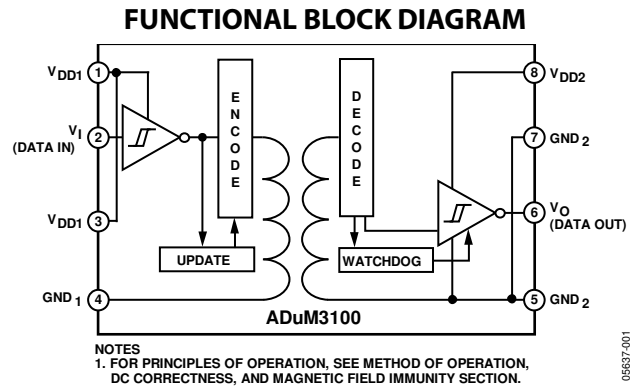 FUNCTIONAL BLOCK DIAGRAM
VDD1 1
8 VDD2
E
N
C
O
D
E
D
E
C
O
D
E
VI 2
(DATA IN)
7 GND2
6 VO
(DATA OUT)
VDD1 3
UPDATE
WATCHDOG
GND1 4
5 GND2
ADuM3100
NOTES
1. FOR PRINCIPLES OF OPERATION, SEE METHOD OF OPERATION,
DC CORRECTNESS, AND MAGNETIC FIELD IMMUNITY SECTION.
05637-001